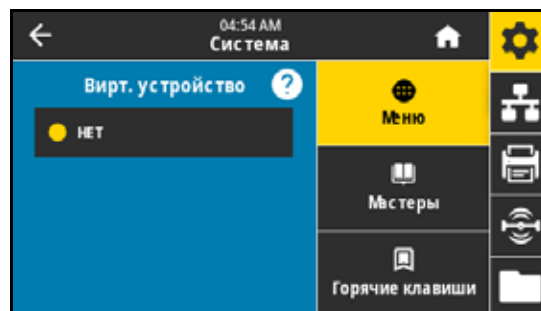 04:54 AM
Система
Вирт. устройство ?
НЕТ
Меню
Мастеры
Горячие клавиши